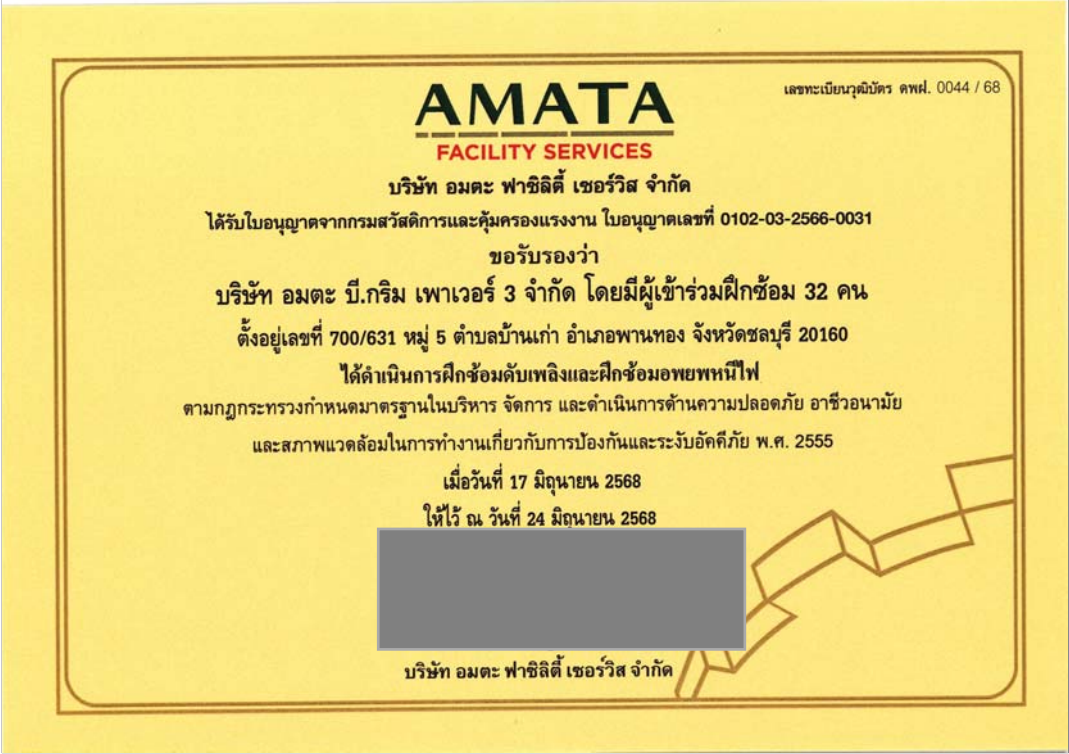 เลขทะเบียนวุฒิบัตร ดพฝ. 0044 / 68
AMATA
FACILITY SERVICES
บริษัท อมตะ ฟาซิลิตี้ เซอร์วิส จำกัด
ได้รับใบอนุญาตจากกรมสวัสดิการและคุ้มครองแรงงาน ใบอนุญาตเลขที่ 0102-03-2566-0031
ขอรับรองว่า
บริษัท อมตะ บี.กริม เพาเวอร์ 3 จำกัด โดยมีผู้เข้าร่วมฝึกซ้อม 32 คน
ตั้งอยู่เลขที่ 700/631 หมู่ 5 ตำบลบ้านเก่า อำเภอพานทอง จังหวัดชลบุรี 20160
ได้ดำเนินการฝึกซ้อมดับเพลิงและฝึกซ้อมอพยพหนีไฟ
ตามกฎกระทรวงกำหนดมาตรฐานในบริหาร จัดการ และดำเนินการด้านความปลอดภัย อาชีวอนามัย
และสภาพแวดล้อมในการทำงานเกี่ยวกับการป้องกันและระงับอัคคีภัย พ.ศ. 2555
เมื่อวันที่ 17 มิถุนายน 2568
ให้ไว้ ณ วันที่ 24 มิถุนายน 2568
บริษัท อมตะ ฟาซิลิตี้ เซอร์วิส จำกัด